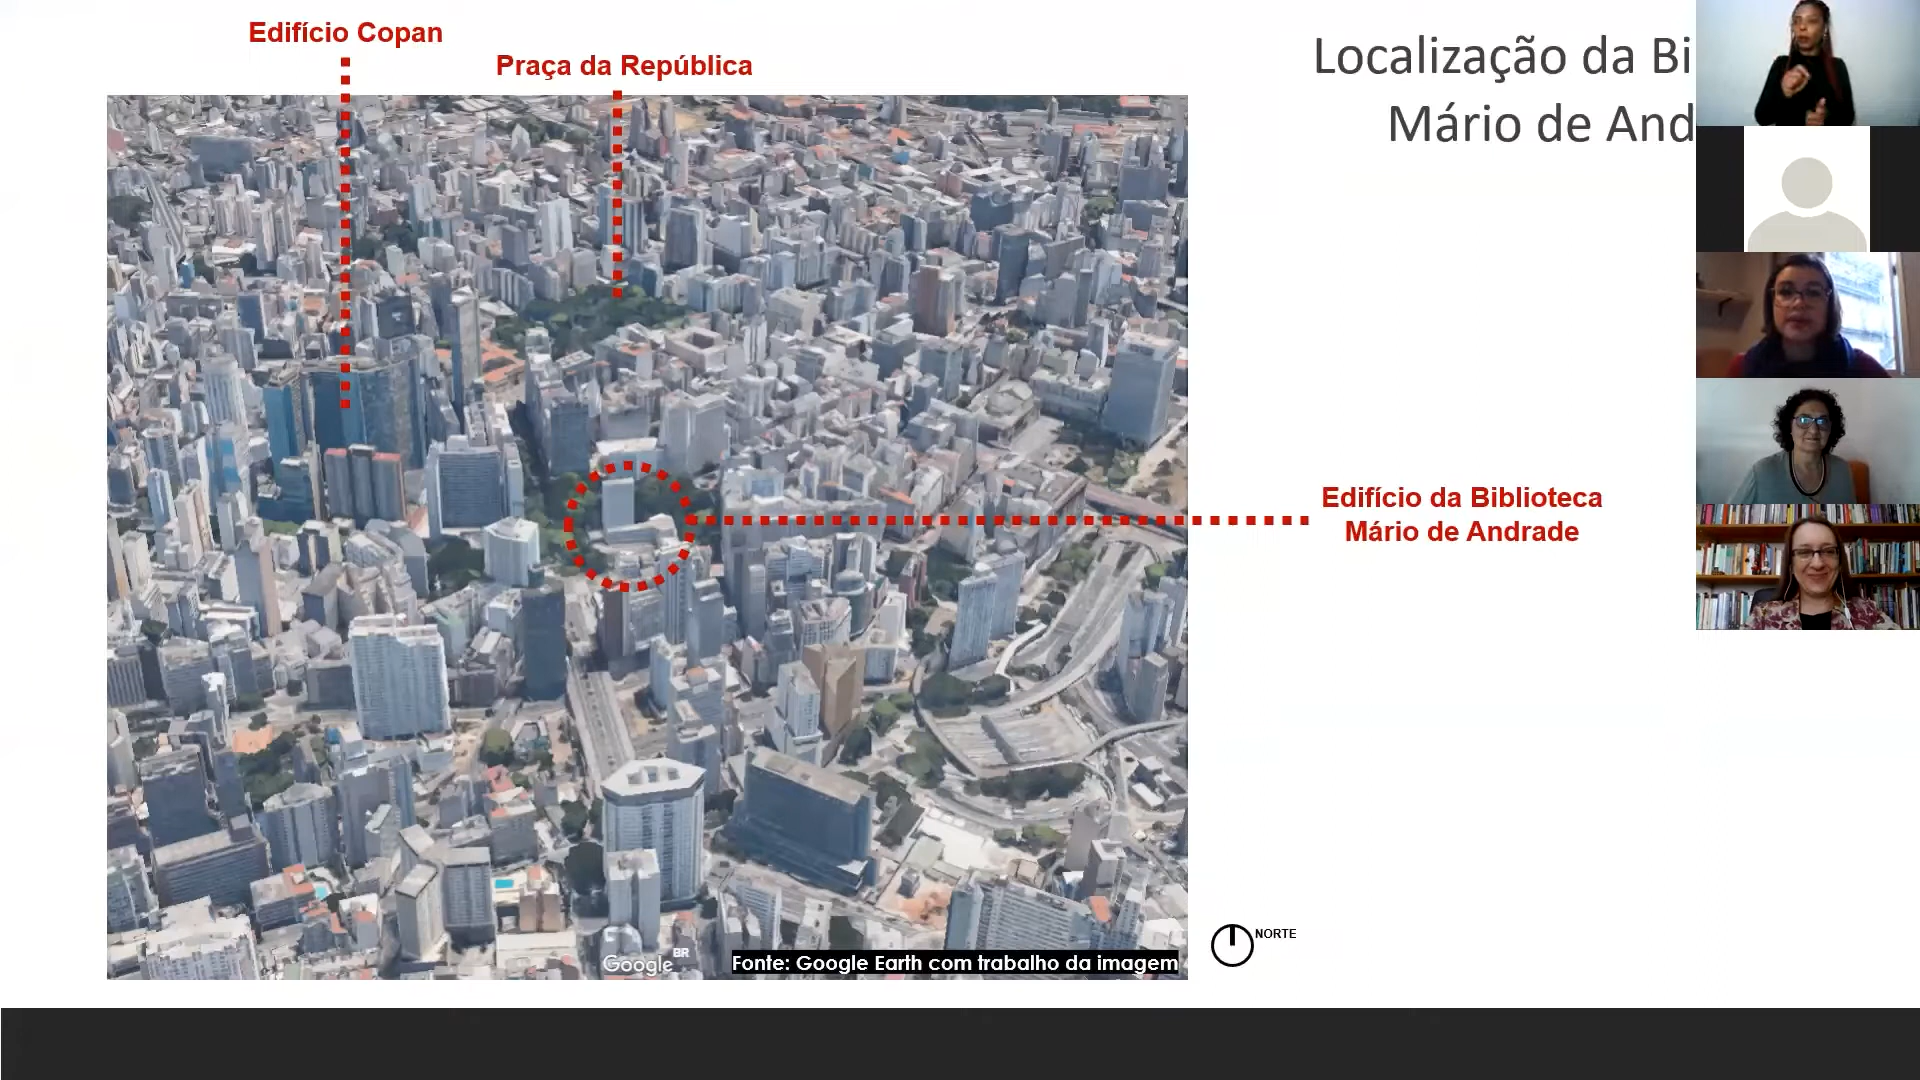 Edifício Copan
Praça da República
Localização da Bi
Mário de And
Edifício da Biblioteca
Mário de Andrade
NORTE
Google
BR
Fonte: Google Earth com trabalho da imagem